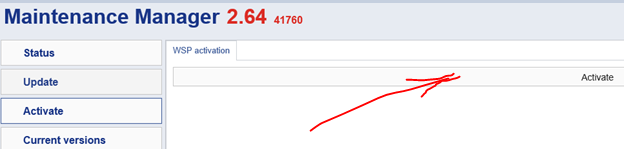 Maintenance Manager 2.64 41760
Status
WSP activation
Update
Activate
Activate
Current versions